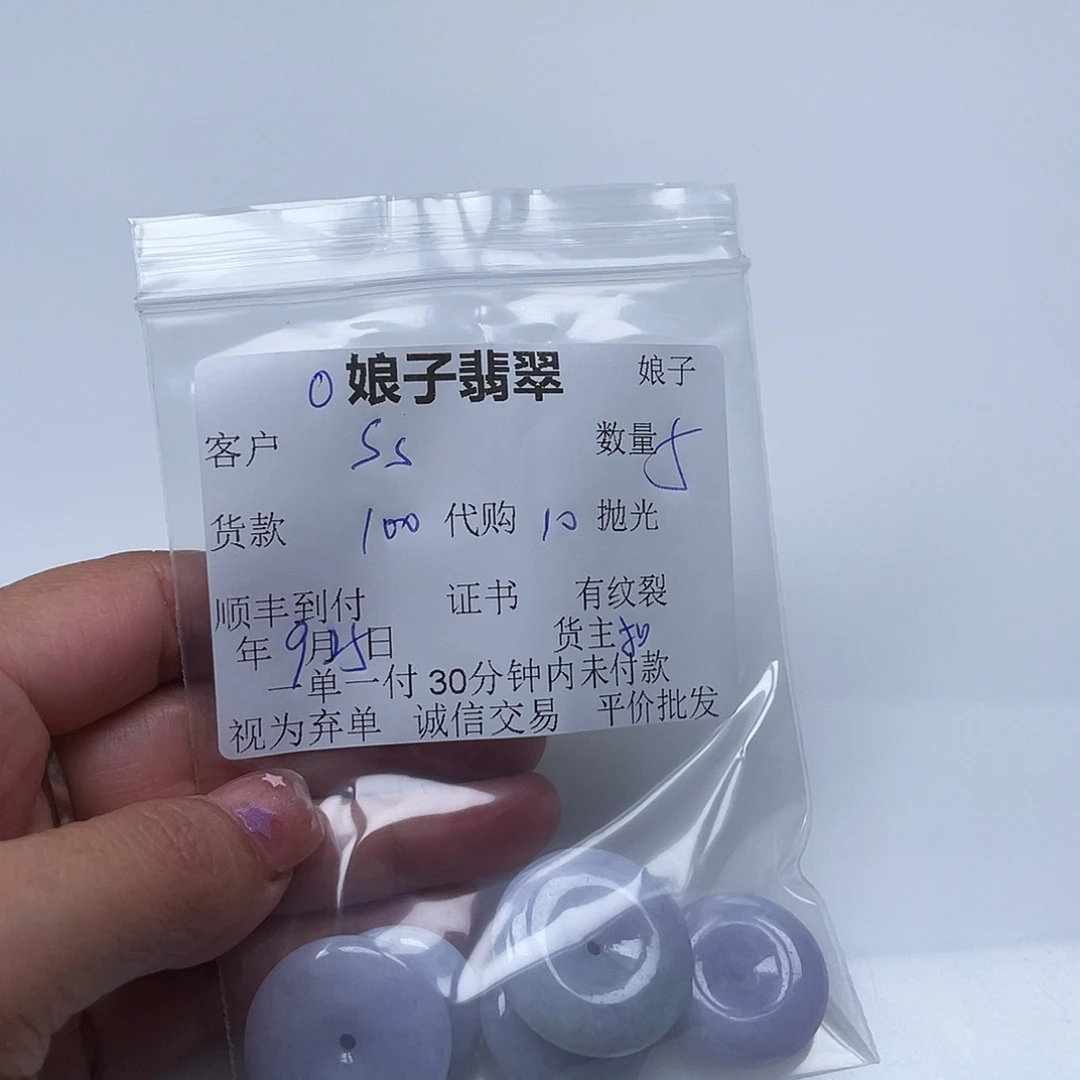 0 娘子翡翠 娘子
客户 Ss 数量 5
货款 100 代购 10 抛光
顺丰到付 证书 有纹裂
年 9月25日 货主
一单一付 30分钟内未付款
视为弃单 诚信交易 平价批发